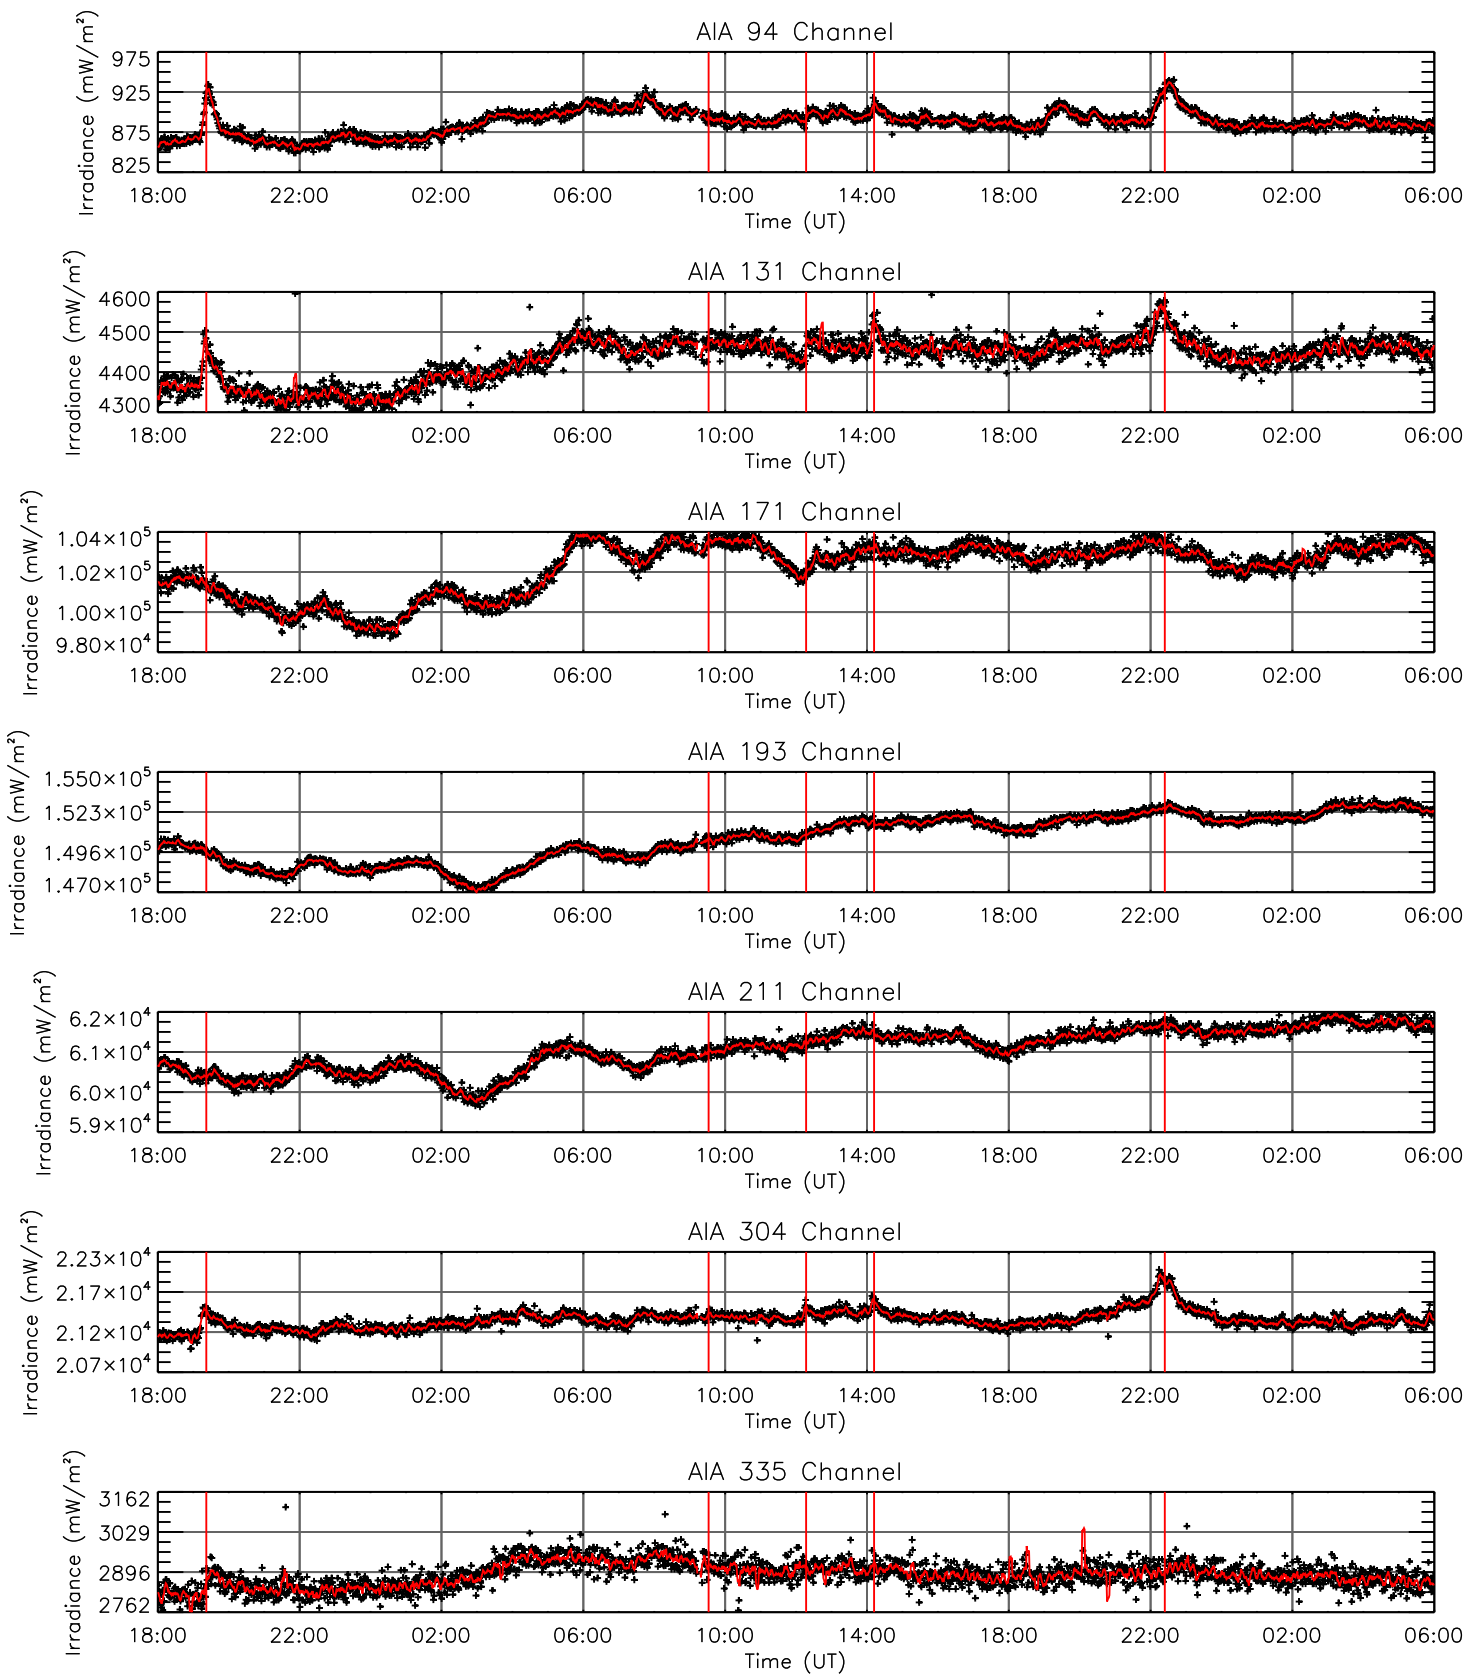 AIA 94 Channel
Irradiance (mW/m²)
975
925
875
825
18:00 22:00 02:00 06:00 10:00 14:00 18:00 22:00 02:00 06:00
Time (UT)
AIA 131 Channel
Irradiance (mW/m²)
4600
4500
4400
4300
18:00 22:00 02:00 06:00 10:00 14:00 18:00 22:00 02:00 06:00
Time (UT)
AIA 171 Channel
Irradiance (mW/m²)
1.04×10⁵
1.02×10⁵
1.00×10⁵
9.80×10⁴
18:00 22:00 02:00 06:00 10:00 14:00 18:00 22:00 02:00 06:00
Time (UT)
AIA 193 Channel
Irradiance (mW/m²)
1.550×10⁵
1.523×10⁵
1.496×10⁵
1.470×10⁵
18:00 22:00 02:00 06:00 10:00 14:00 18:00 22:00 02:00 06:00
Time (UT)
AIA 211 Channel
Irradiance (mW/m²)
6.2×10⁴
6.1×10⁴
6.0×10⁴
5.9×10⁴
18:00 22:00 02:00 06:00 10:00 14:00 18:00 22:00 02:00 06:00
Time (UT)
AIA 304 Channel
Irradiance (mW/m²)
2.23×10⁴
2.17×10⁴
2.12×10⁴
2.07×10⁴
18:00 22:00 02:00 06:00 10:00 14:00 18:00 22:00 02:00 06:00
Time (UT)
AIA 335 Channel
Irradiance (mW/m²)
3162
3029
2896
2762
18:00 22:00 02:00 06:00 10:00 14:00 18:00 22:00 02:00 06:00
Time (UT)